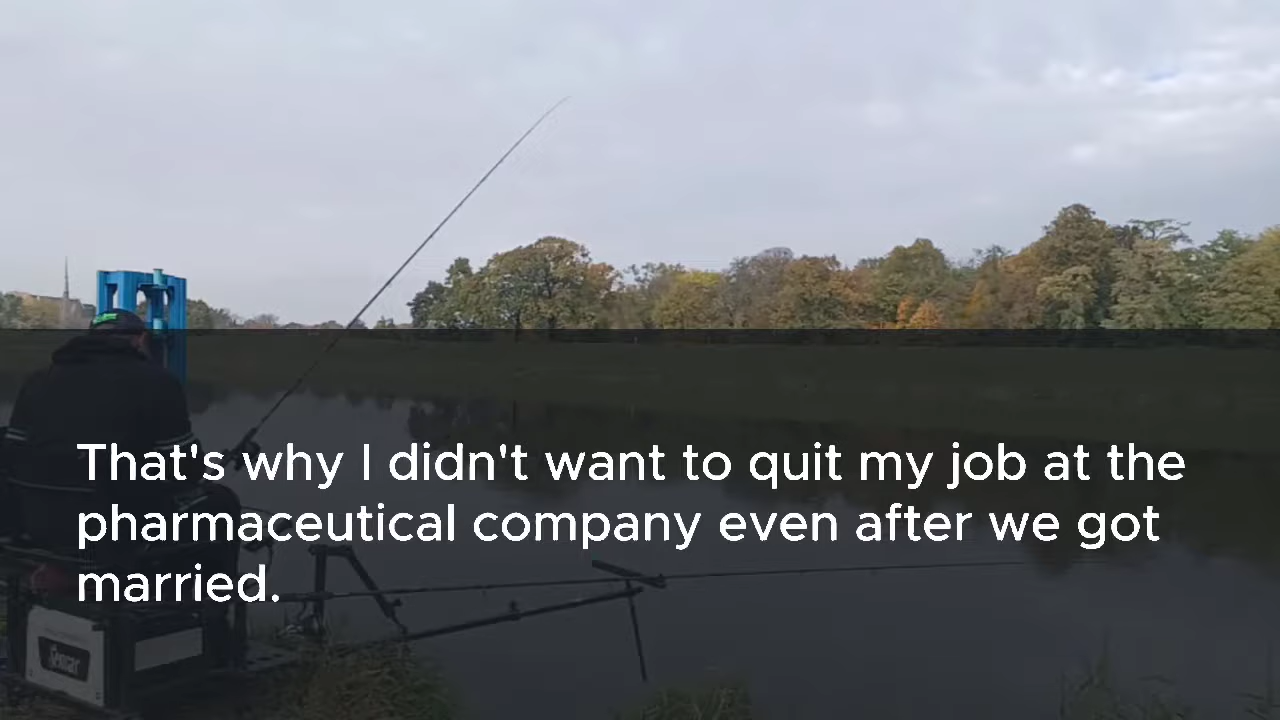 That's why I didn't want to quit my job at the
pharmaceutical company even after we got
married.